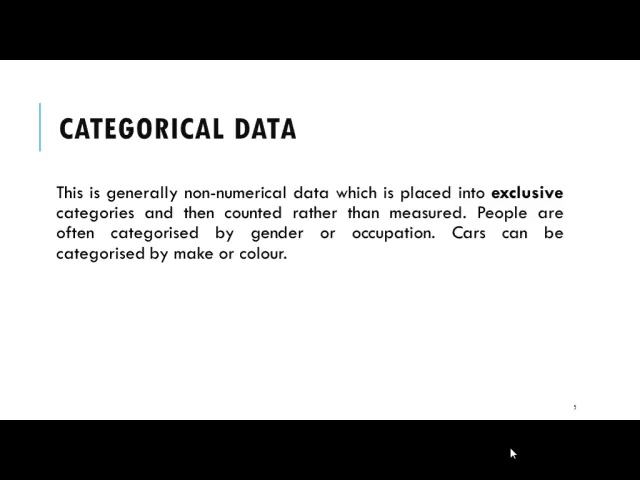 CATEGORICAL DATA
This is generally non-numerical data which is placed into exclusive
categories and then counted rather than measured. People are
often categorised by gender or occupation. Cars can be
categorised by make or colour.